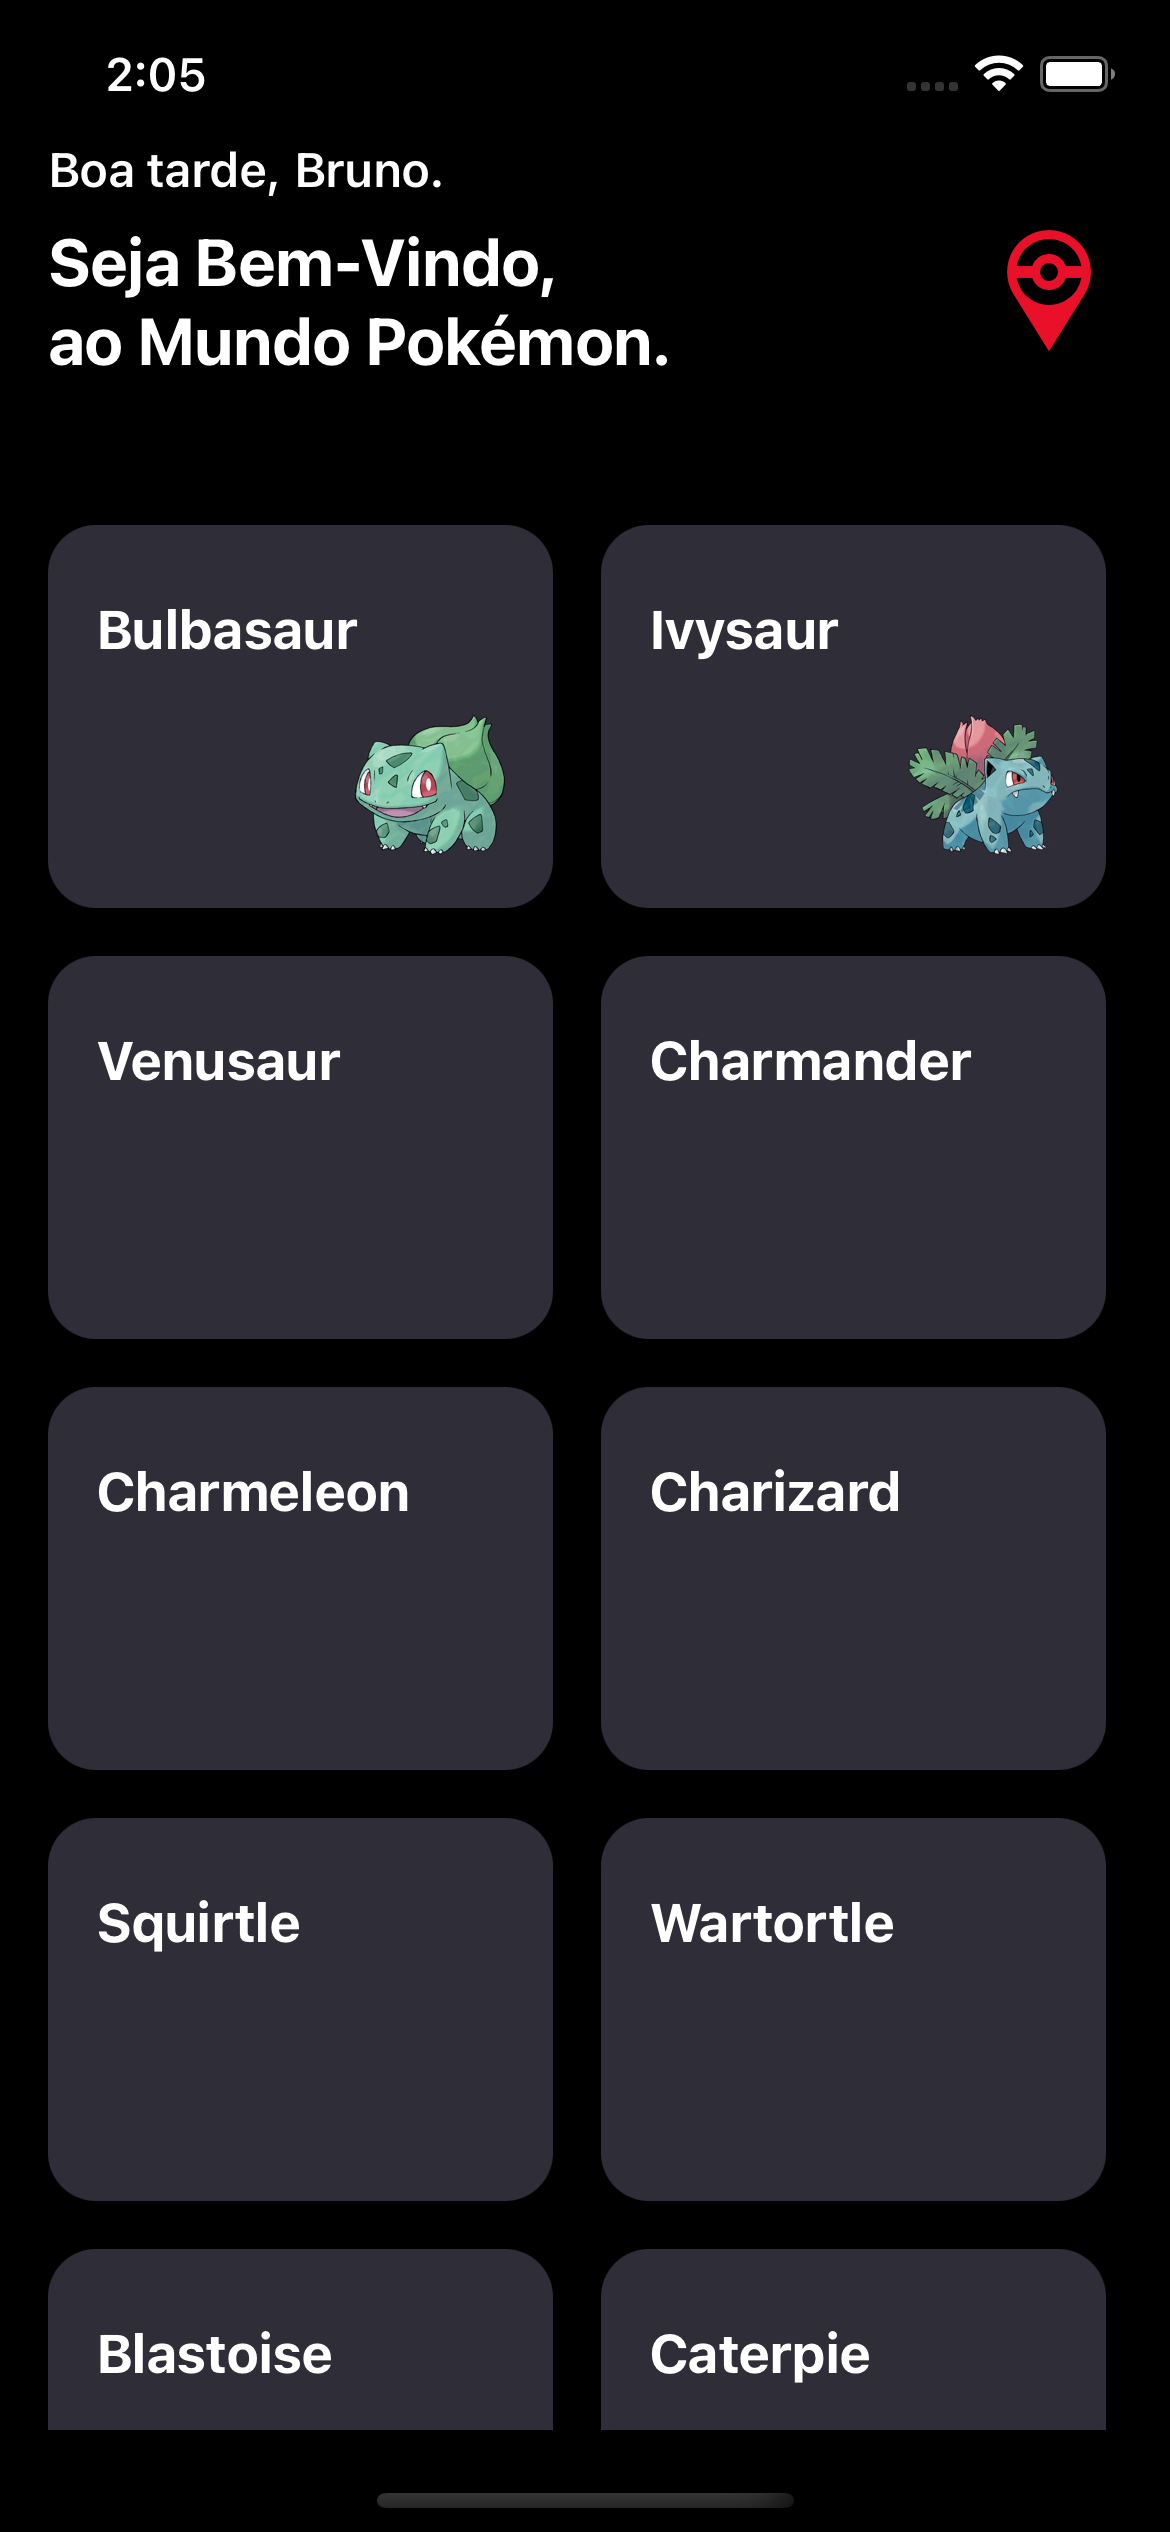 2:05
Boa tarde, Bruno.
Seja Bem-Vindo,
ao Mundo Pokémon.
Bulbasaur
Ivysaur
Venusaur
Charmander
Charmeleon
Charizard
Squirtle
Wartortle
Blastoise
Caterpie